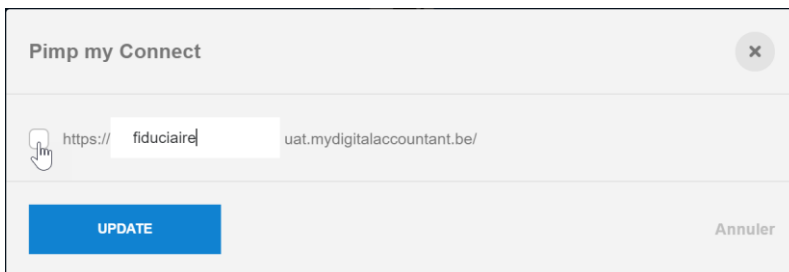 Pimp my Connect
https:// fiduciaire uat.mydigitalaccountant.be/
UPDATE Annuler